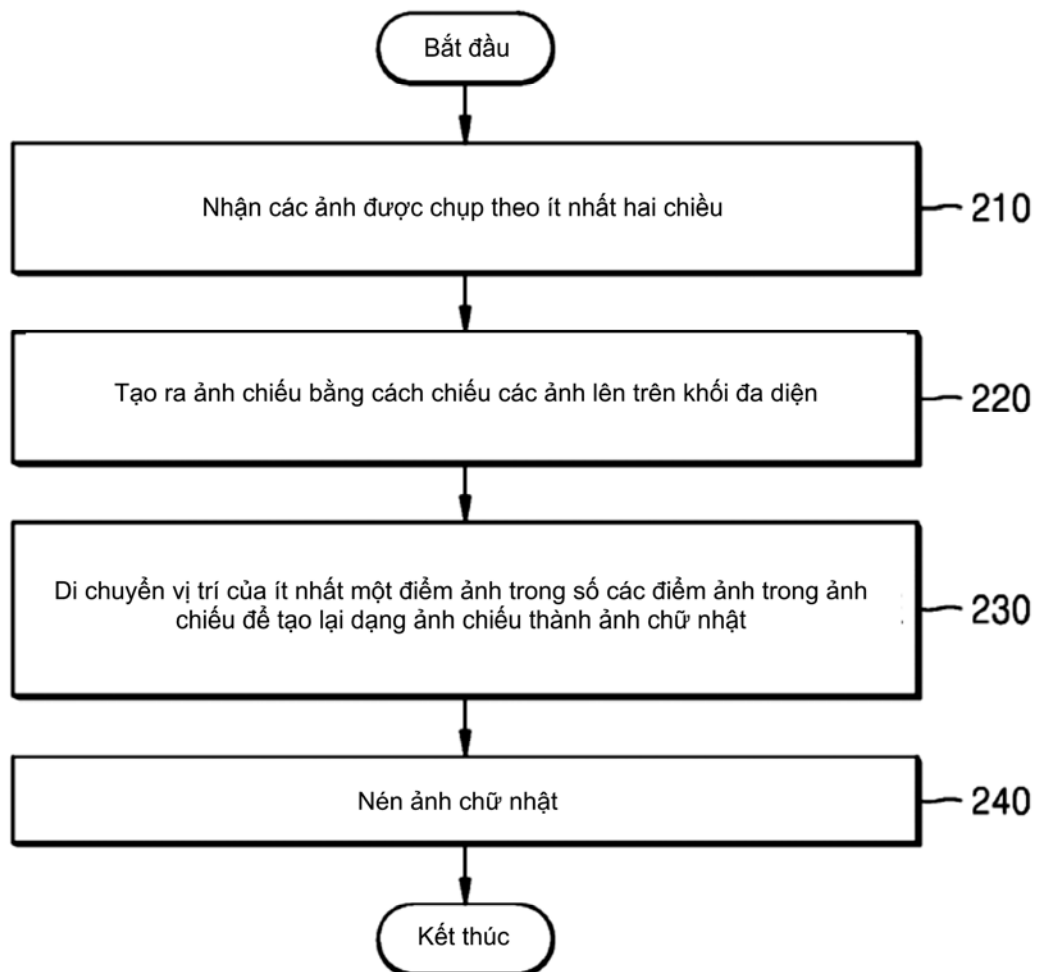 Bắt đầu
Nhận các ảnh được chụp theo ít nhất hai chiều
210
Tạo ra ảnh chiếu bằng cách chiếu các ảnh lên trên khối đa diện
220
Di chuyển vị trí của ít nhất một điểm ảnh trong số các điểm ảnh trong ảnh
chiếu để tạo lại dạng ảnh chiếu thành ảnh chữ nhật
230
Nén ảnh chữ nhật
240
Kết thúc